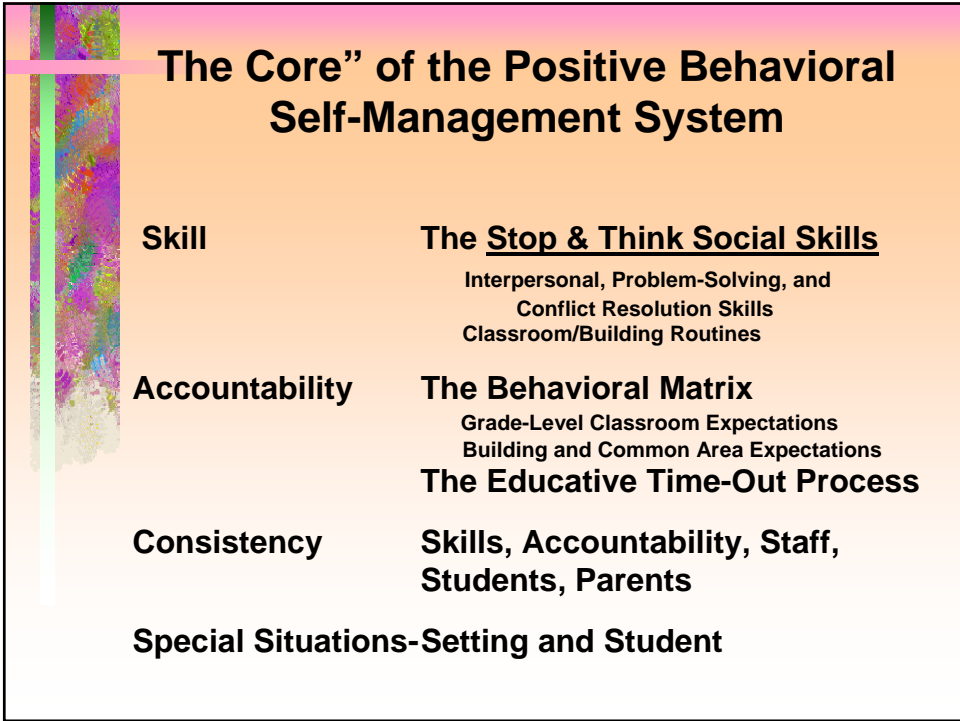 The Core” of the Positive Behavioral
Self-Management System
Skill The Stop & Think Social Skills
Interpersonal, Problem-Solving, and
Conflict Resolution Skills
Classroom/Building Routines
Accountability The Behavioral Matrix
Grade-Level Classroom Expectations
Building and Common Area Expectations
The Educative Time-Out Process
Consistency Skills, Accountability, Staff,
Students, Parents
Special Situations-Setting and Student